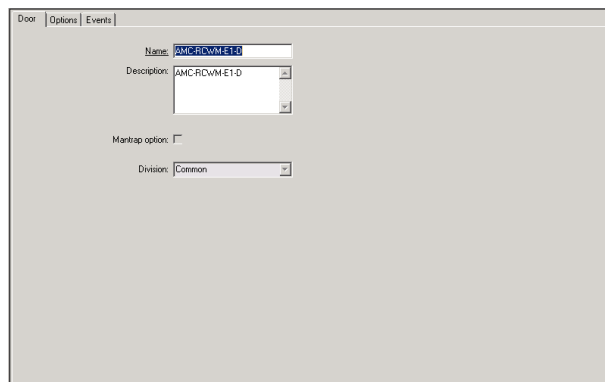 Door Options Events
Name: AMC-RCWM-E1-D
Description: AMC-RCWM-E1-D
Mantrap option:
Division: Common